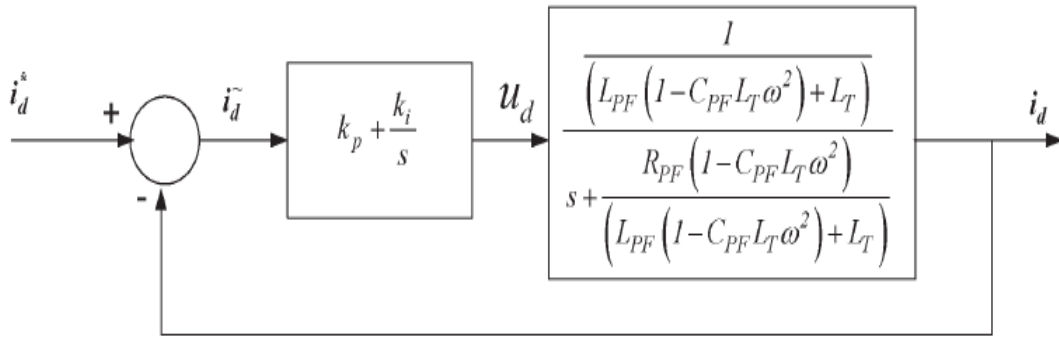 i_d^*
+
-
i_d^~
k_p + k_i/s
u_d
1/(L_PF(1-C_PF L_T ω^2)+L_T)
s + R_PF(1-C_PF L_T ω^2)/(L_PF(1-C_PF L_T ω^2)+L_T)
i_d